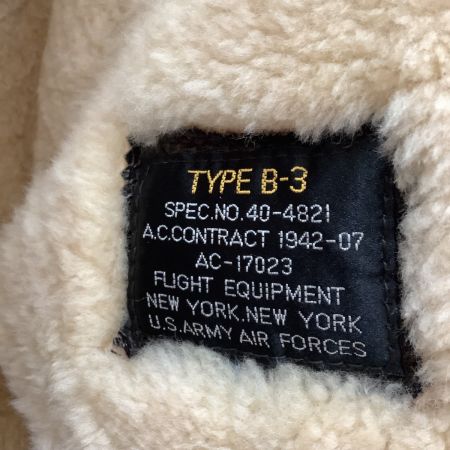 TYPE B-3
SPEC.NO.40-4821
A.C.CONTRACT 1942-07
AC-17023
FLIGHT EQUIPMENT
NEW YORK.NEW YORK
U.S.ARMY AIR FORCES